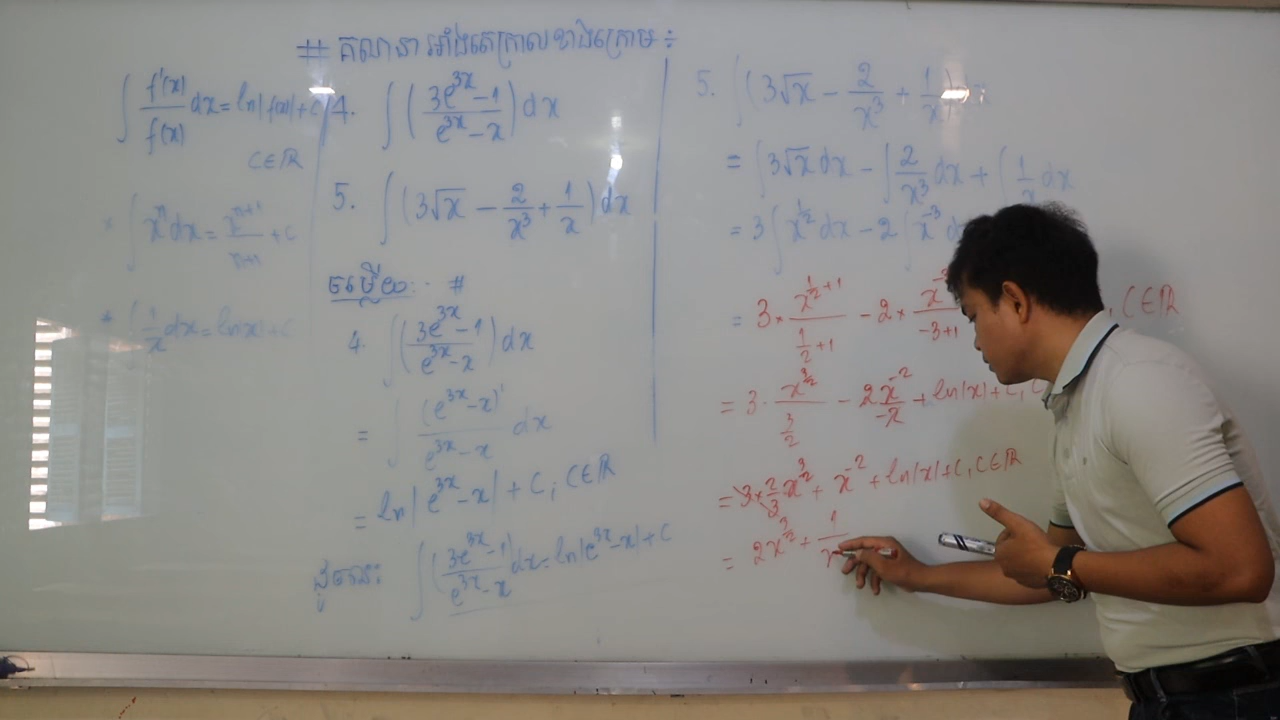 # គណនាអាំងតេក្រាលខាងក្រោម ÷
∫ f'(x)/f(x) dx = ln|f(x)| + C
C∈ℝ
* ∫ xⁿ dx = xⁿ⁺¹/n+1 + C
* ∫ 1/x dx = ln|x| + C
4. ∫ (3e³ˣ-1/e³ˣ-x) dx
5. ∫ (3√x - 2/x³ + 1/x) dx
ចម្លើយ: #
4. ∫ (3e³ˣ-1/e³ˣ-x) dx
= ∫ (e³ˣ-x)'/e³ˣ-x dx
= ln|e³ˣ-x| + C, C∈ℝ
ដូចនេះ ∫ (3e³ˣ-1/e³ˣ-x) dx = ln|e³ˣ-x| + C
5. ∫ (3√x - 2/x³ + 1/x) dx
= ∫ 3√x dx - ∫ 2/x³ dx + ∫ 1/x dx
= 3 ∫ x^½ dx - 2 ∫ x⁻³
= 3 × x^(½+1)/½+1 - 2 × /-3+1 , C∈ℝ
= 3 · x^(3/2)/(3/2) - 2 + ln|x| + C,
= 3 × 2/3 x^(3/2) + x⁻² + ln|x| + C, C∈ℝ
= 2x^(3/2) + 1/x